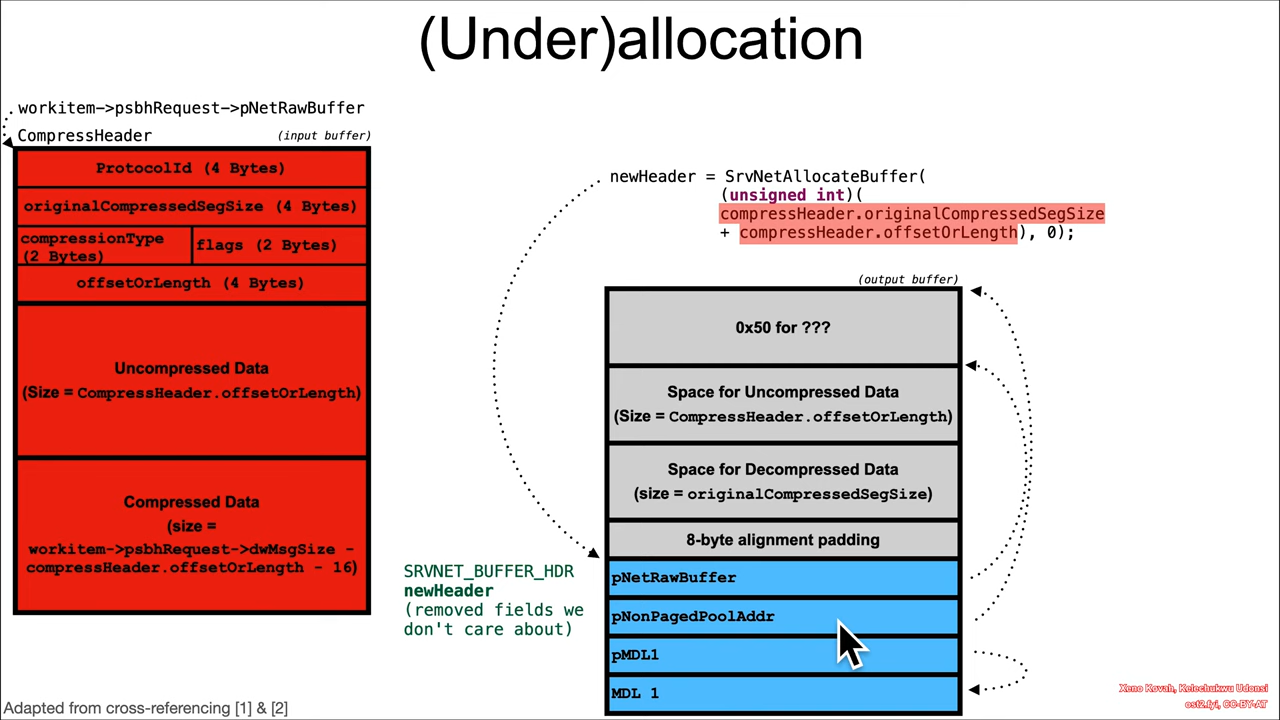 (Under)allocation
workitem->psbhRequest->pNetRawBuffer
CompressHeader
(input buffer)
ProtocolId (4 Bytes)
originalCompressedSegSize (4 Bytes)
compressionType
(2 Bytes)
flags (2 Bytes)
offsetOrLength (4 Bytes)
Uncompressed Data
(Size = CompressHeader.offsetOrLength)
Compressed Data
(size =
workitem->psbhRequest->dwMsgSize -
compressHeader.offsetOrLength - 16)
newHeader = SrvNetAllocateBuffer(
(unsigned int)(
compressHeader.originalCompressedSegSize
+ compressHeader.offsetOrLength), 0);
(output buffer)
0x50 for ???
Space for Uncompressed Data
(Size = CompressHeader.offsetOrLength)
Space for Decompressed Data
(size = originalCompressedSegSize)
8-byte alignment padding
SRVNET_BUFFER_HDR
newHeader
(removed fields we
don't care about)
pNetRawBuffer
pNonPagedPoolAddr
pMDL1
MDL 1
Adapted from cross-referencing [1] & [2]
Xeno Kovah, Kelechukwu Udonsi
ost2.fyi, CC-BY-AT